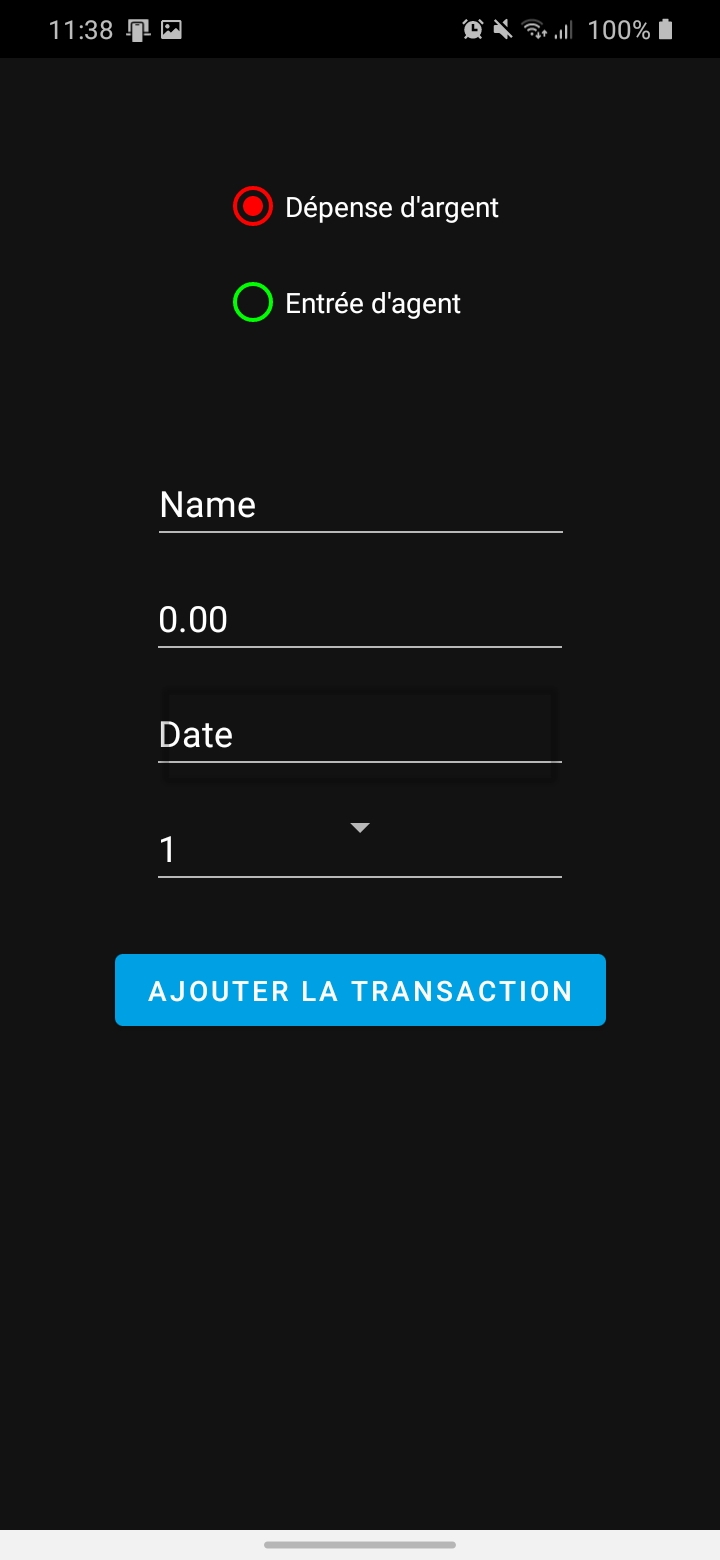 11:38 100%
Dépense d'argent
Entrée d'agent
Name
0.00
Date
1
AJOUTER LA TRANSACTION